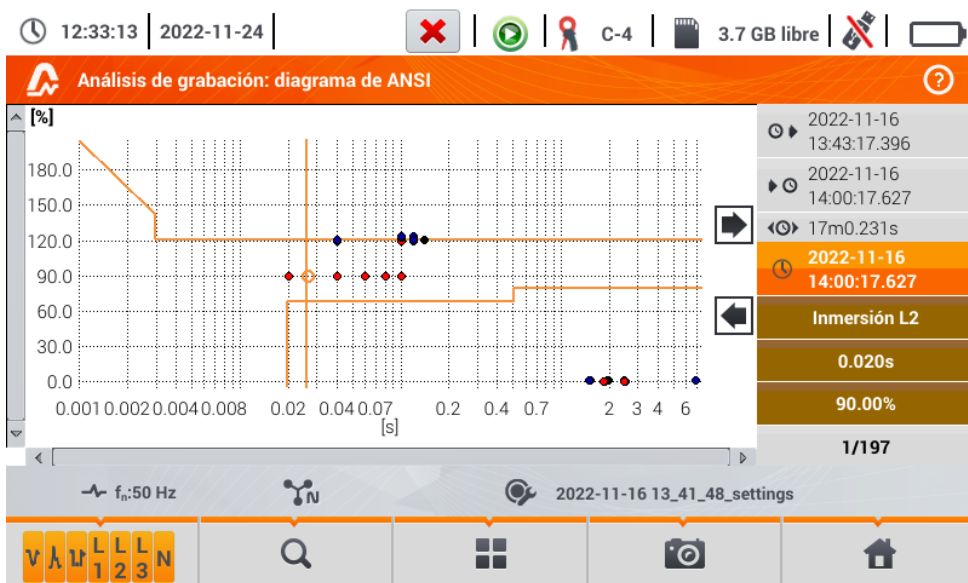 12:33:13 2022-11-24 C-4 3.7 GB libre
Análisis de grabación: diagrama de ANSI ?
[%]
180.0
150.0
120.0
90.0
60.0
30.0
0.0
0.001 0.002 0.004 0.008 0.02 0.04 0.07 0.2 0.4 0.7 2 3 4 6
[s]
2022-11-16
13:43:17.396
2022-11-16
14:00:17.627
17m0.231s
2022-11-16
14:00:17.627
Inmersión L2
0.020s
90.00%
1/197
fn:50 Hz N 2022-11-16 13_41_48_settings
L1 L2 L3 N